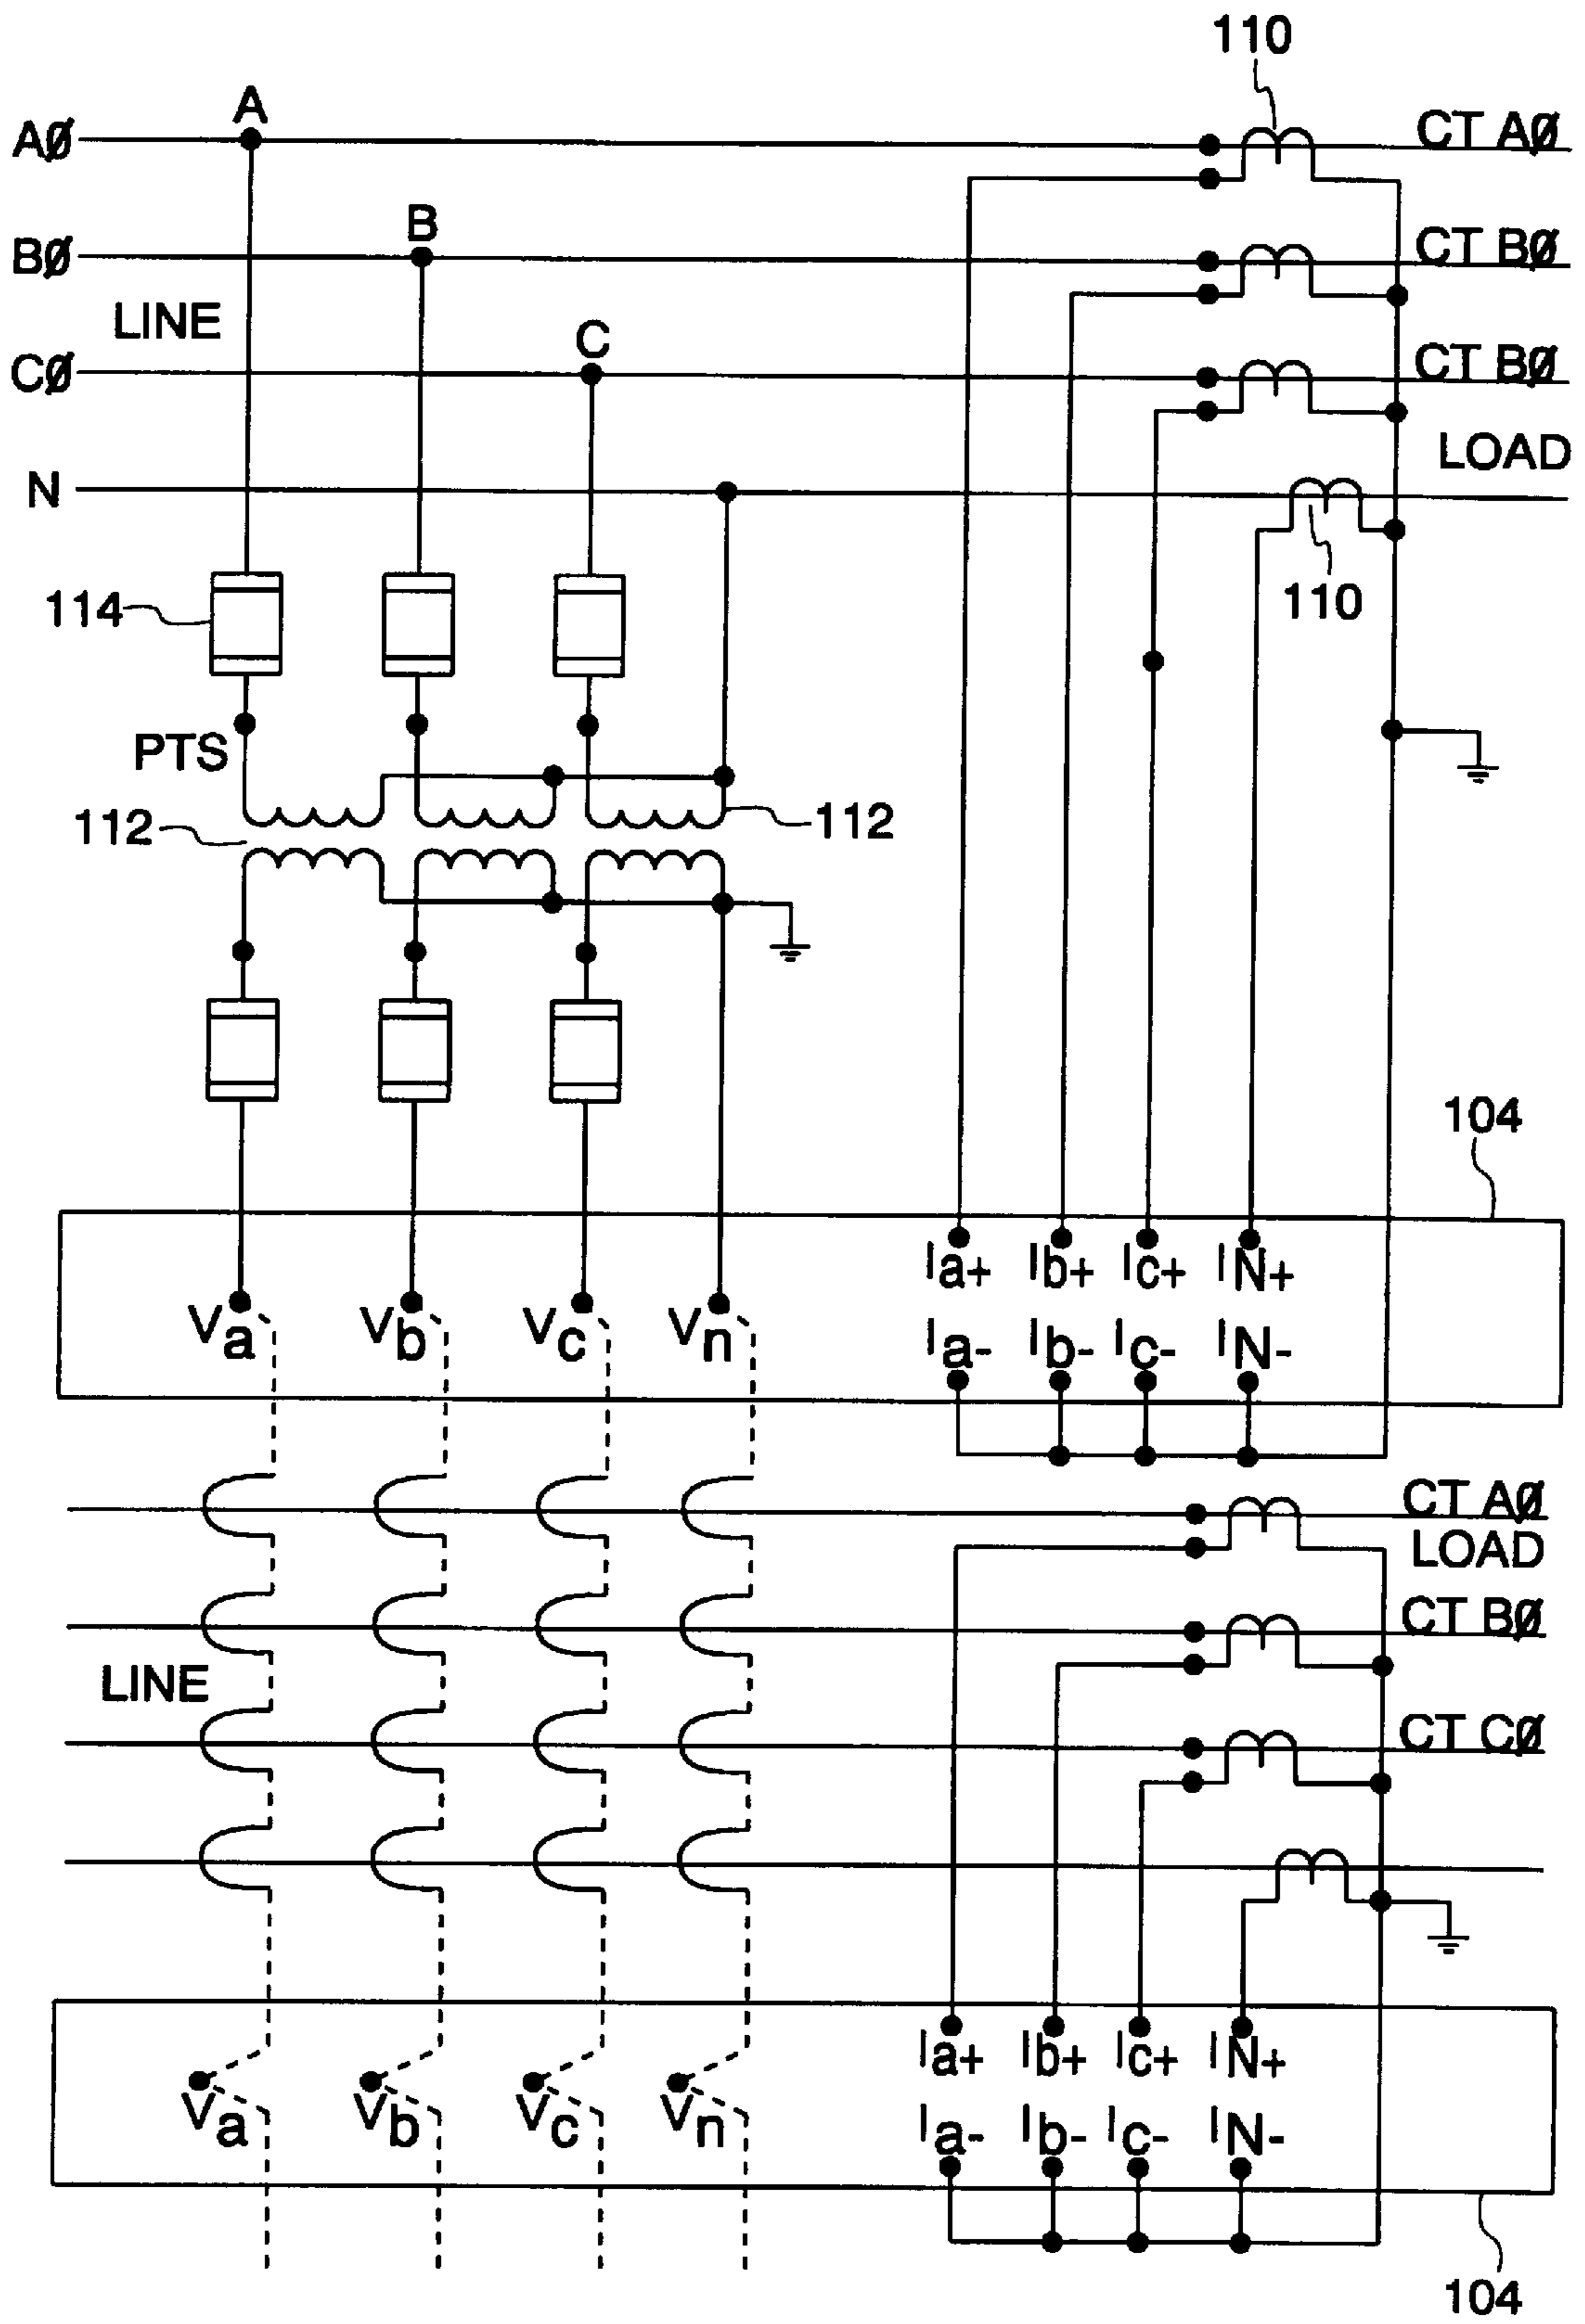 110
A
AØ
CT AØ
B
BØ
CT BØ
LINE
C
CØ
CT BØ
LOAD
N
114
110
PTS
112
112
104
Ia+ Ib+ Ic+ IN+
Va Vb Vc Vn
Ia- Ib- Ic- IN-
CT AØ
LOAD
CT BØ
LINE
CT CØ
Ia+ Ib+ Ic+ IN+
Va Vb Vc Vn
Ia- Ib- Ic- IN-
104